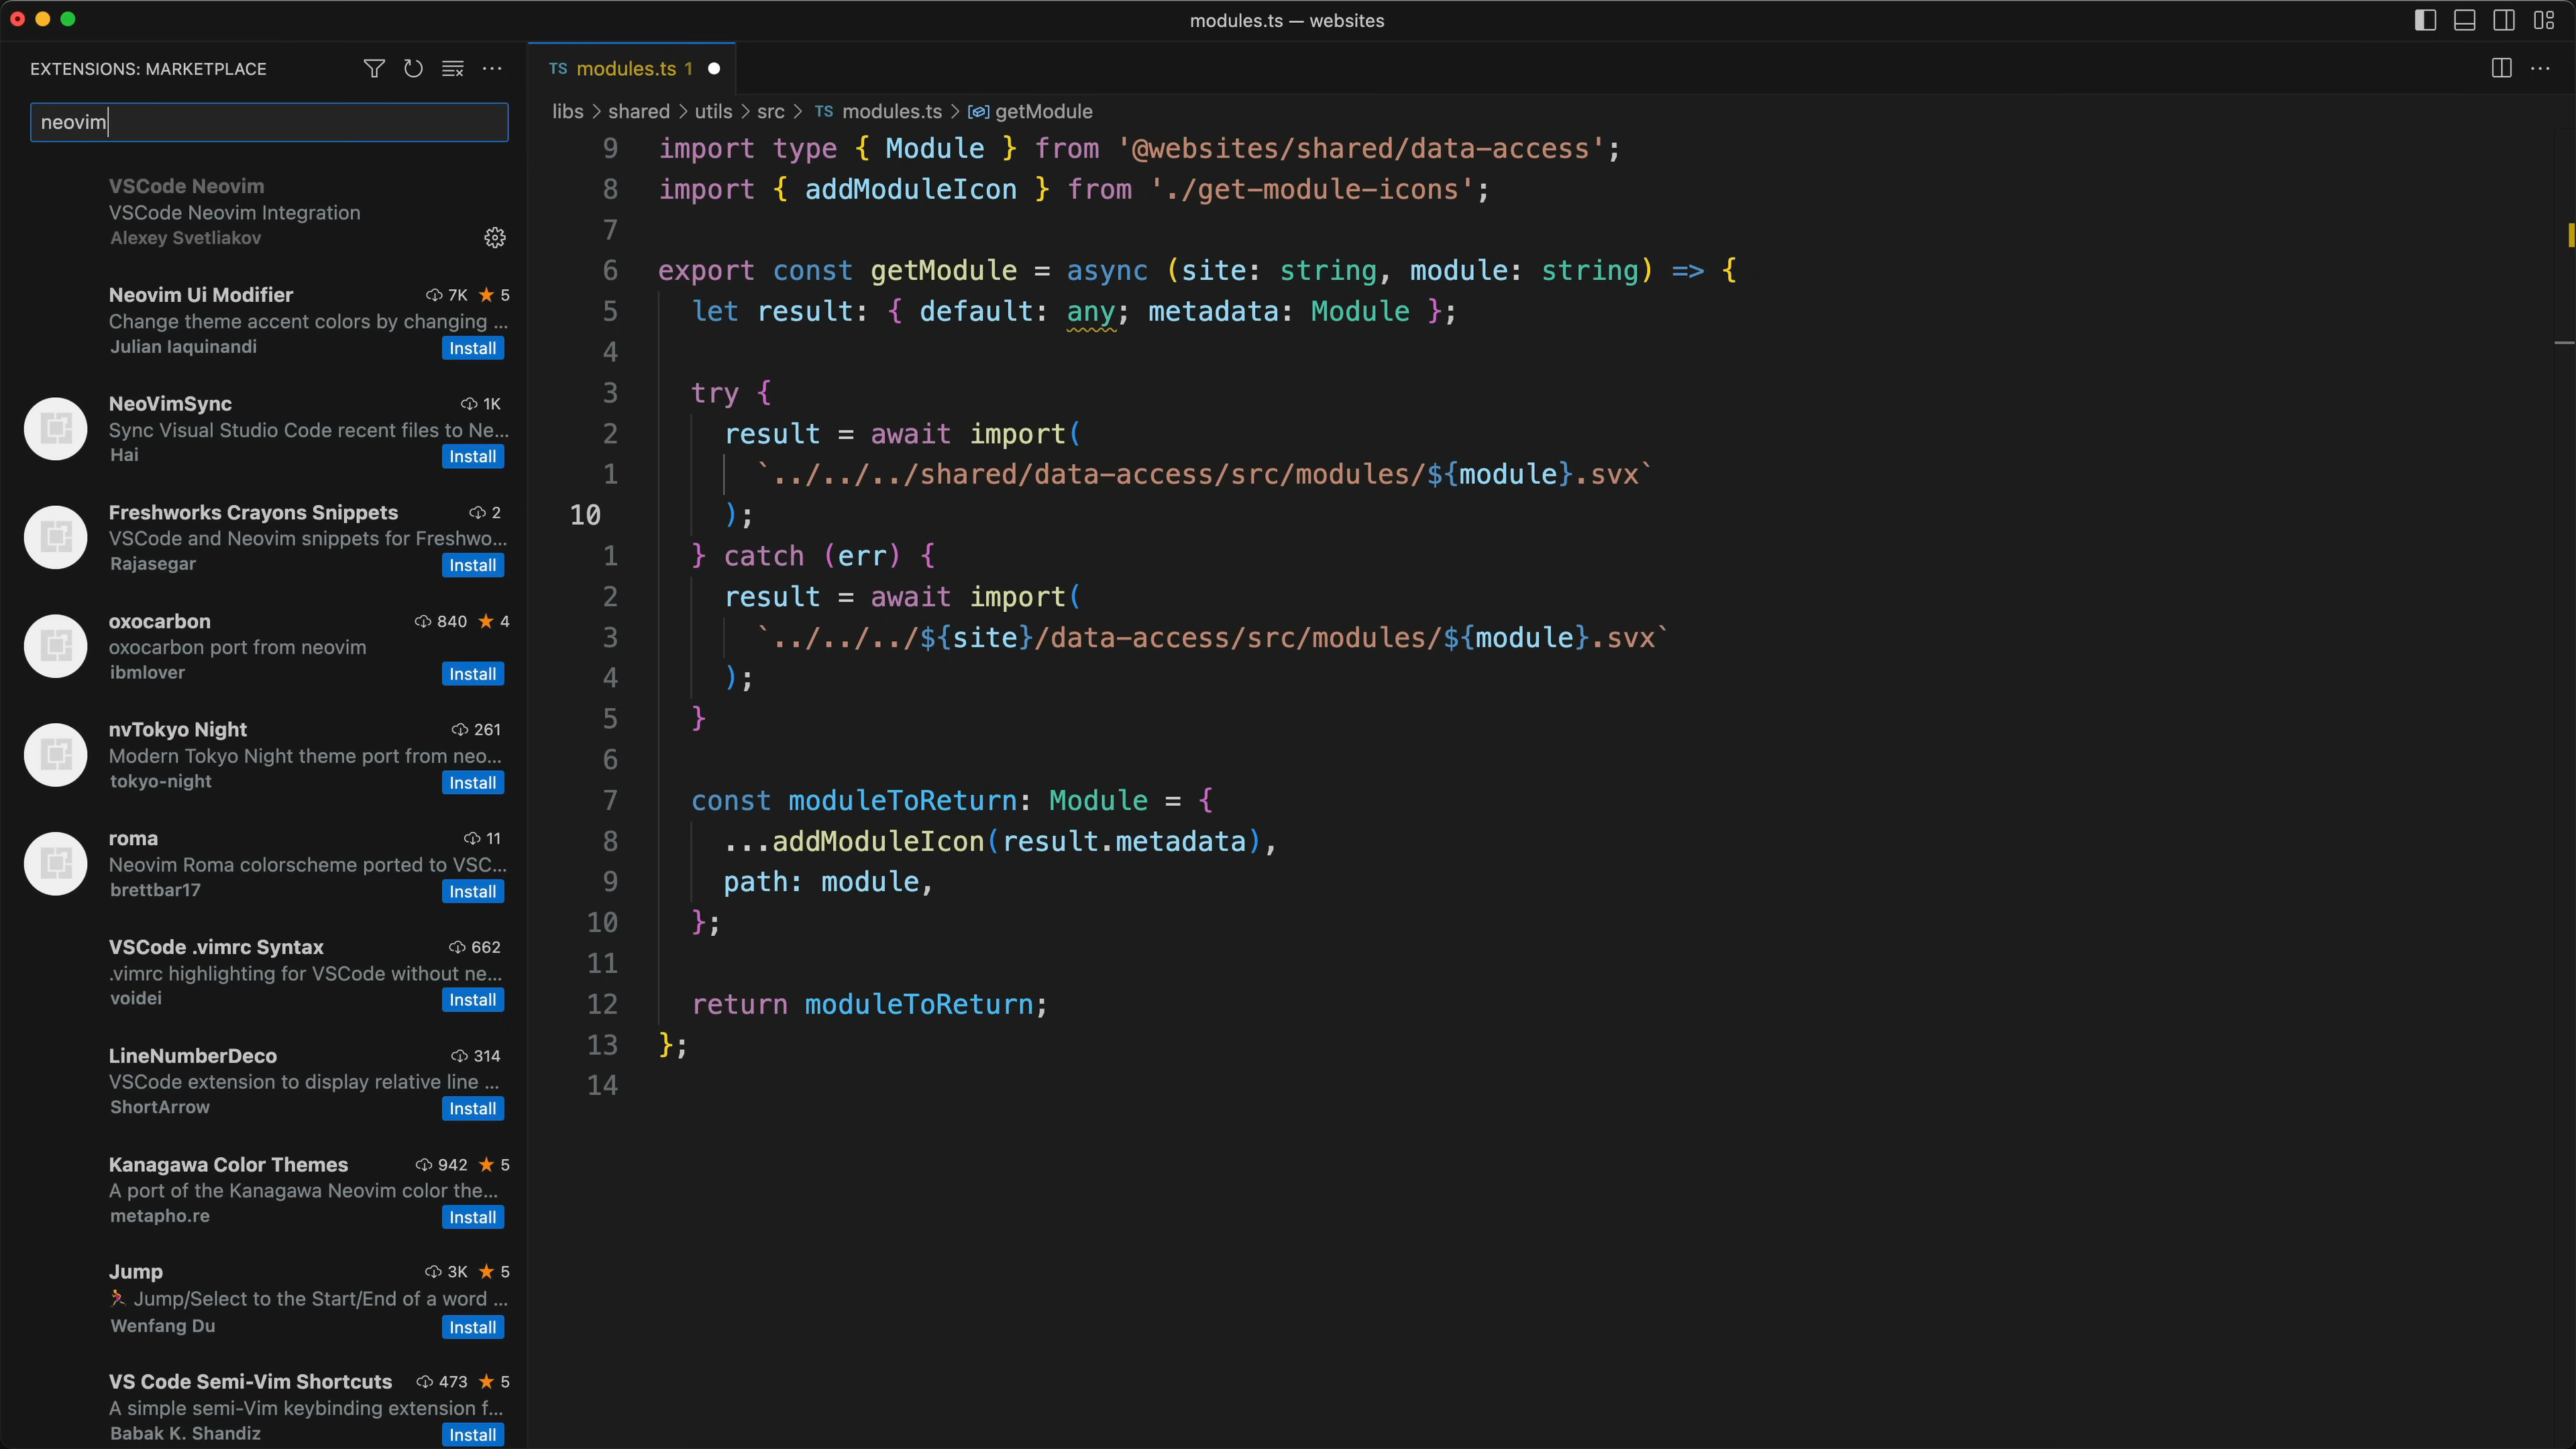 modules.ts — websites
EXTENSIONS: MARKETPLACE
neovim
VSCode Neovim
VSCode Neovim Integration
Alexey Svetliakov
Neovim Ui Modifier 7K ★ 5
Change theme accent colors by changing ...
Julian Iaquinandi Install
NeoVimSync 1K
Sync Visual Studio Code recent files to Ne...
Hai Install
Freshworks Crayons Snippets 2
VSCode and Neovim snippets for Freshwo...
Rajasegar Install
oxocarbon 840 ★ 4
oxocarbon port from neovim
ibmlover Install
nvTokyo Night 261
Modern Tokyo Night theme port from neo...
tokyo-night Install
roma 11
Neovim Roma colorscheme ported to VSC...
brettbar17 Install
VSCode .vimrc Syntax 662
.vimrc highlighting for VSCode without ne...
voidei Install
LineNumberDeco 314
VSCode extension to display relative line ...
ShortArrow Install
Kanagawa Color Themes 942 ★ 5
A port of the Kanagawa Neovim color the...
metapho.re Install
Jump 3K ★ 5
🏃 Jump/Select to the Start/End of a word ...
Wenfang Du Install
VS Code Semi-Vim Shortcuts 473 ★ 5
A simple semi-Vim keybinding extension f...
Babak K. Shandiz Install
TS modules.ts 1 ●
libs > shared > utils > src > TS modules.ts > getModule
9 import type { Module } from '@websites/shared/data-access';
8 import { addModuleIcon } from './get-module-icons';
7
6 export const getModule = async (site: string, module: string) => {
5 let result: { default: any; metadata: Module };
4
3 try {
2 result = await import(
1 `../../../shared/data-access/src/modules/${module}.svx`
10 );
1 } catch (err) {
2 result = await import(
3 `../../../${site}/data-access/src/modules/${module}.svx`
4 );
5 }
6
7 const moduleToReturn: Module = {
8 ...addModuleIcon(result.metadata),
9 path: module,
10 };
11
12 return moduleToReturn;
13 };
14